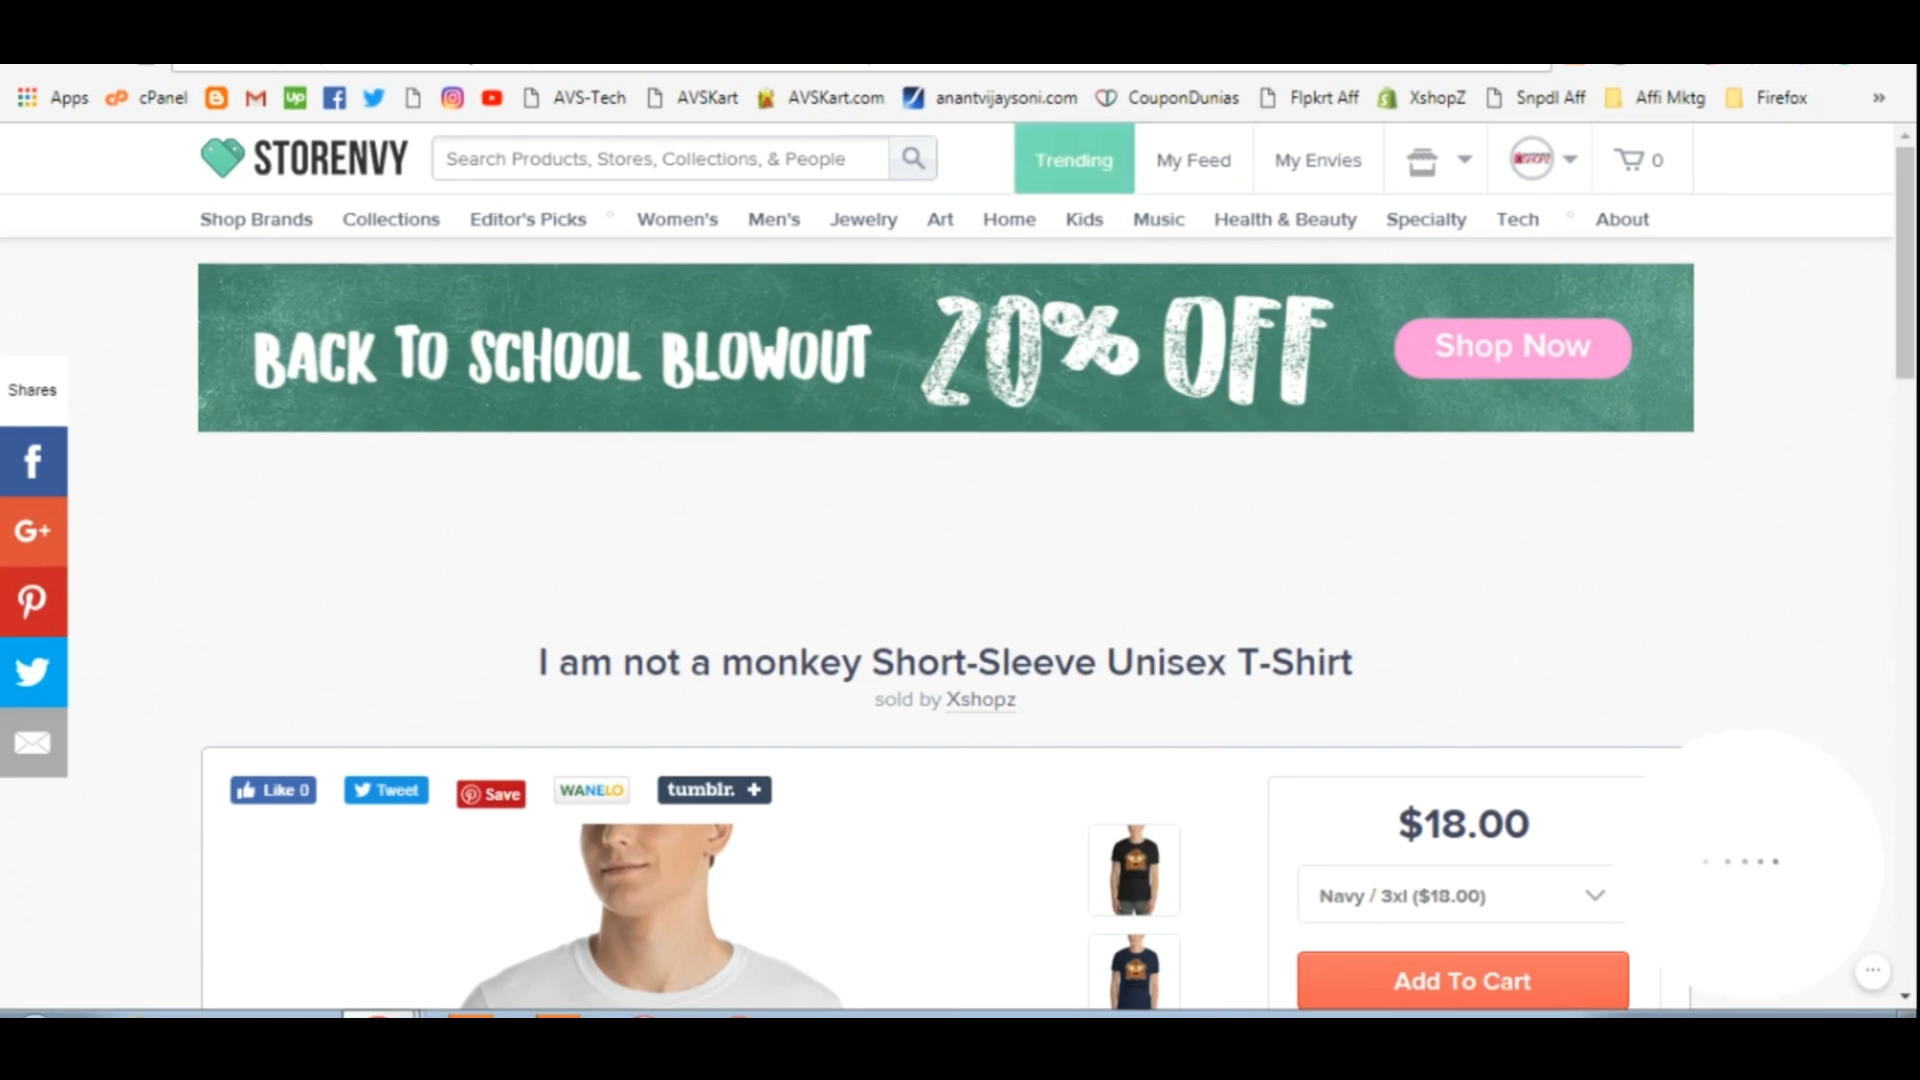 Apps cPanel AVS-Tech AVSKart AVSKart.com anantvijaysoni.com CouponDunias Flpkrt Aff XshopZ Snpdl Aff Affi Mktg Firefox »
STORENVY Search Products, Stores, Collections, & People Trending My Feed My Envies 0
Shop Brands Collections Editor's Picks Women's Men's Jewelry Art Home Kids Music Health & Beauty Specialty Tech About
BACK TO SCHOOL BLOWOUT 20% OFF Shop Now
Shares
G+
I am not a monkey Short-Sleeve Unisex T-Shirt
sold by Xshopz
Like 0 Tweet Save WANELO tumblr. +
$18.00
Navy / 3xl ($18.00)
Add To Cart